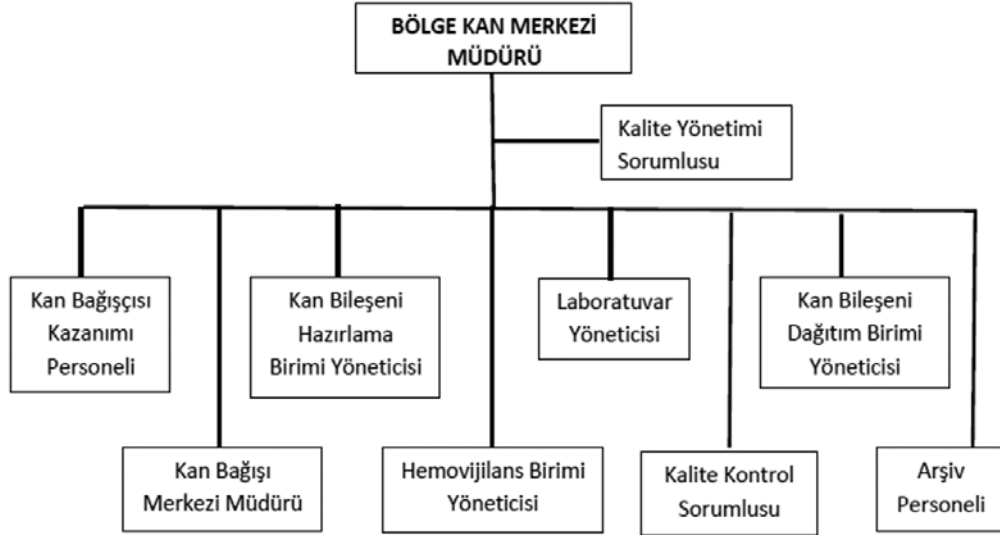 BÖLGE KAN MERKEZİ
MÜDÜRÜ
Kalite Yönetimi
Sorumlusu
Kan Bağışçısı
Kazanımı
Personeli
Kan Bileşeni
Hazırlama
Birimi Yöneticisi
Laboratuvar
Yöneticisi
Kan Bileşeni
Dağıtım Birimi
Yöneticisi
Kan Bağışı
Merkezi Müdürü
Hemovijilans Birimi
Yöneticisi
Kalite Kontrol
Sorumlusu
Arşiv
Personeli